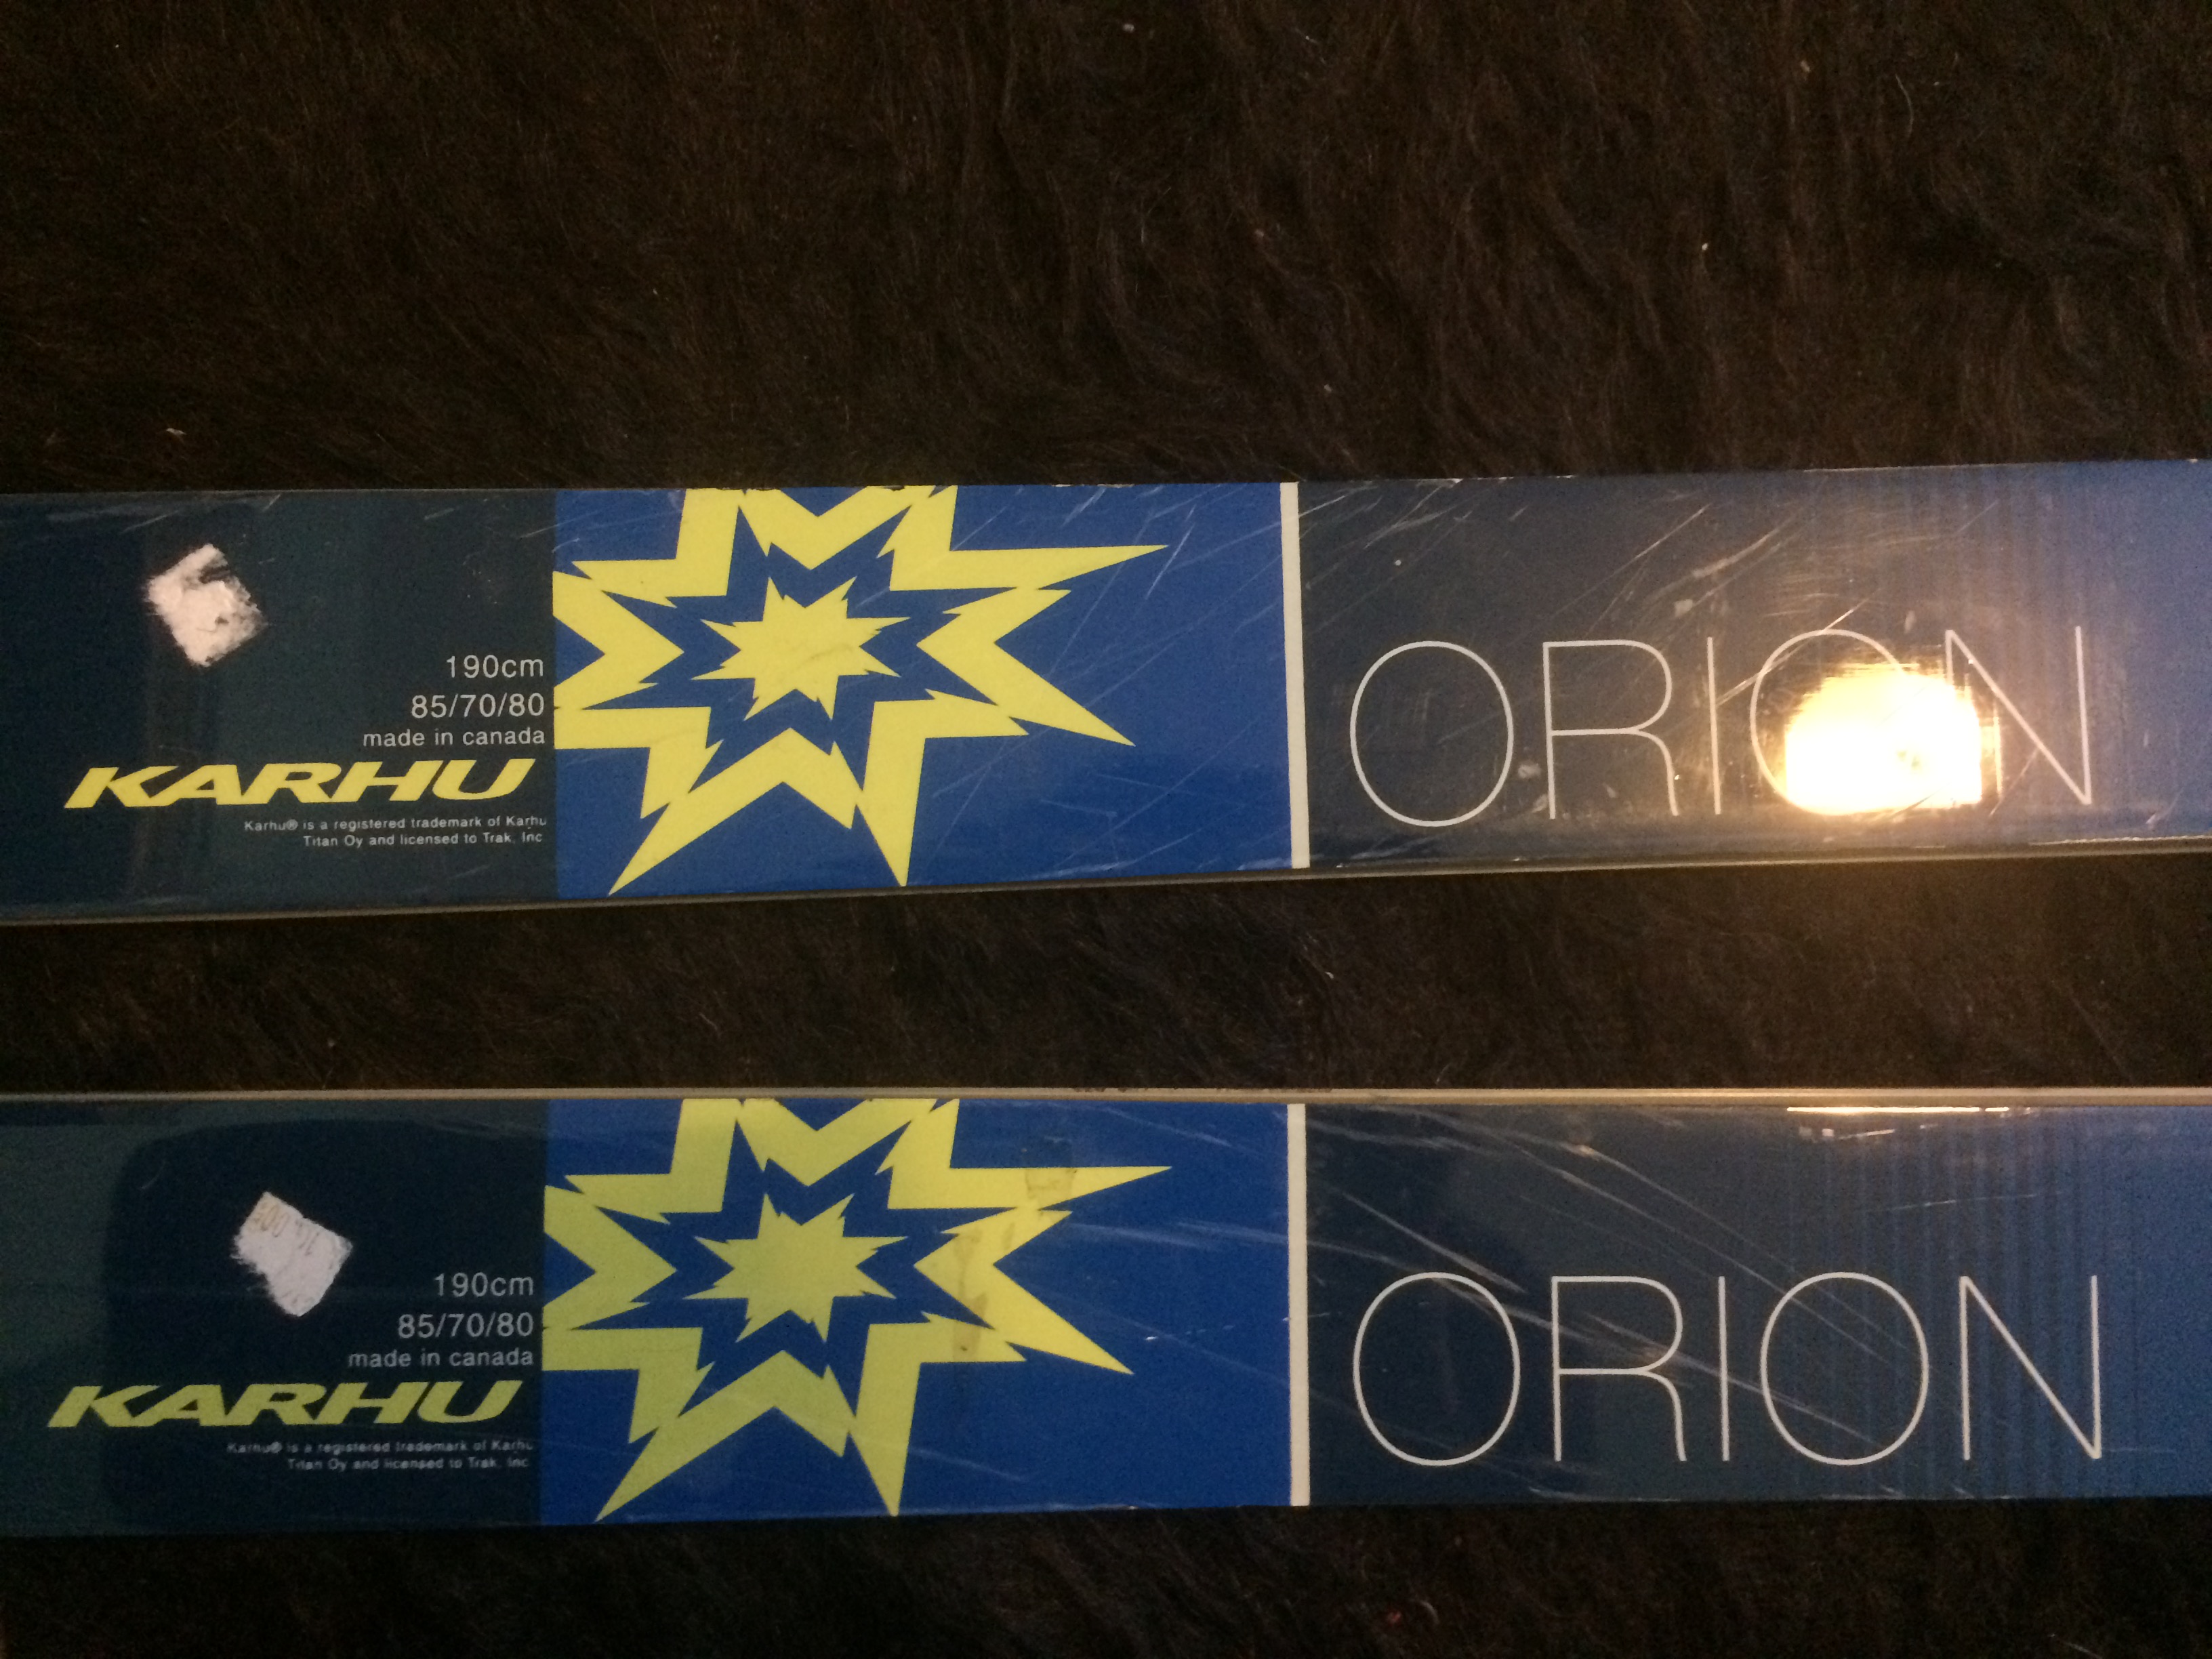 190cm
85/70/80
made in canada
KARHU
Karhu® is a registered trademark of Karhu
Titan Oy and licensed to Trak, Inc
ORION
190cm
85/70/80
made in canada
KARHU
Karhu® is a registered trademark of Karhu
Titan Oy and licensed to Trak, Inc.
ORION